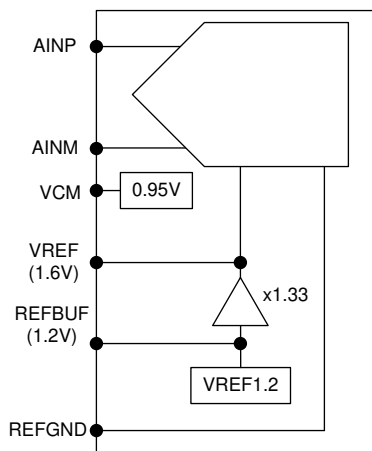 AINP
AINM
VCM
0.95V
VREF
(1.6V)
x1.33
REFBUF
(1.2V)
VREF1.2
REFGND